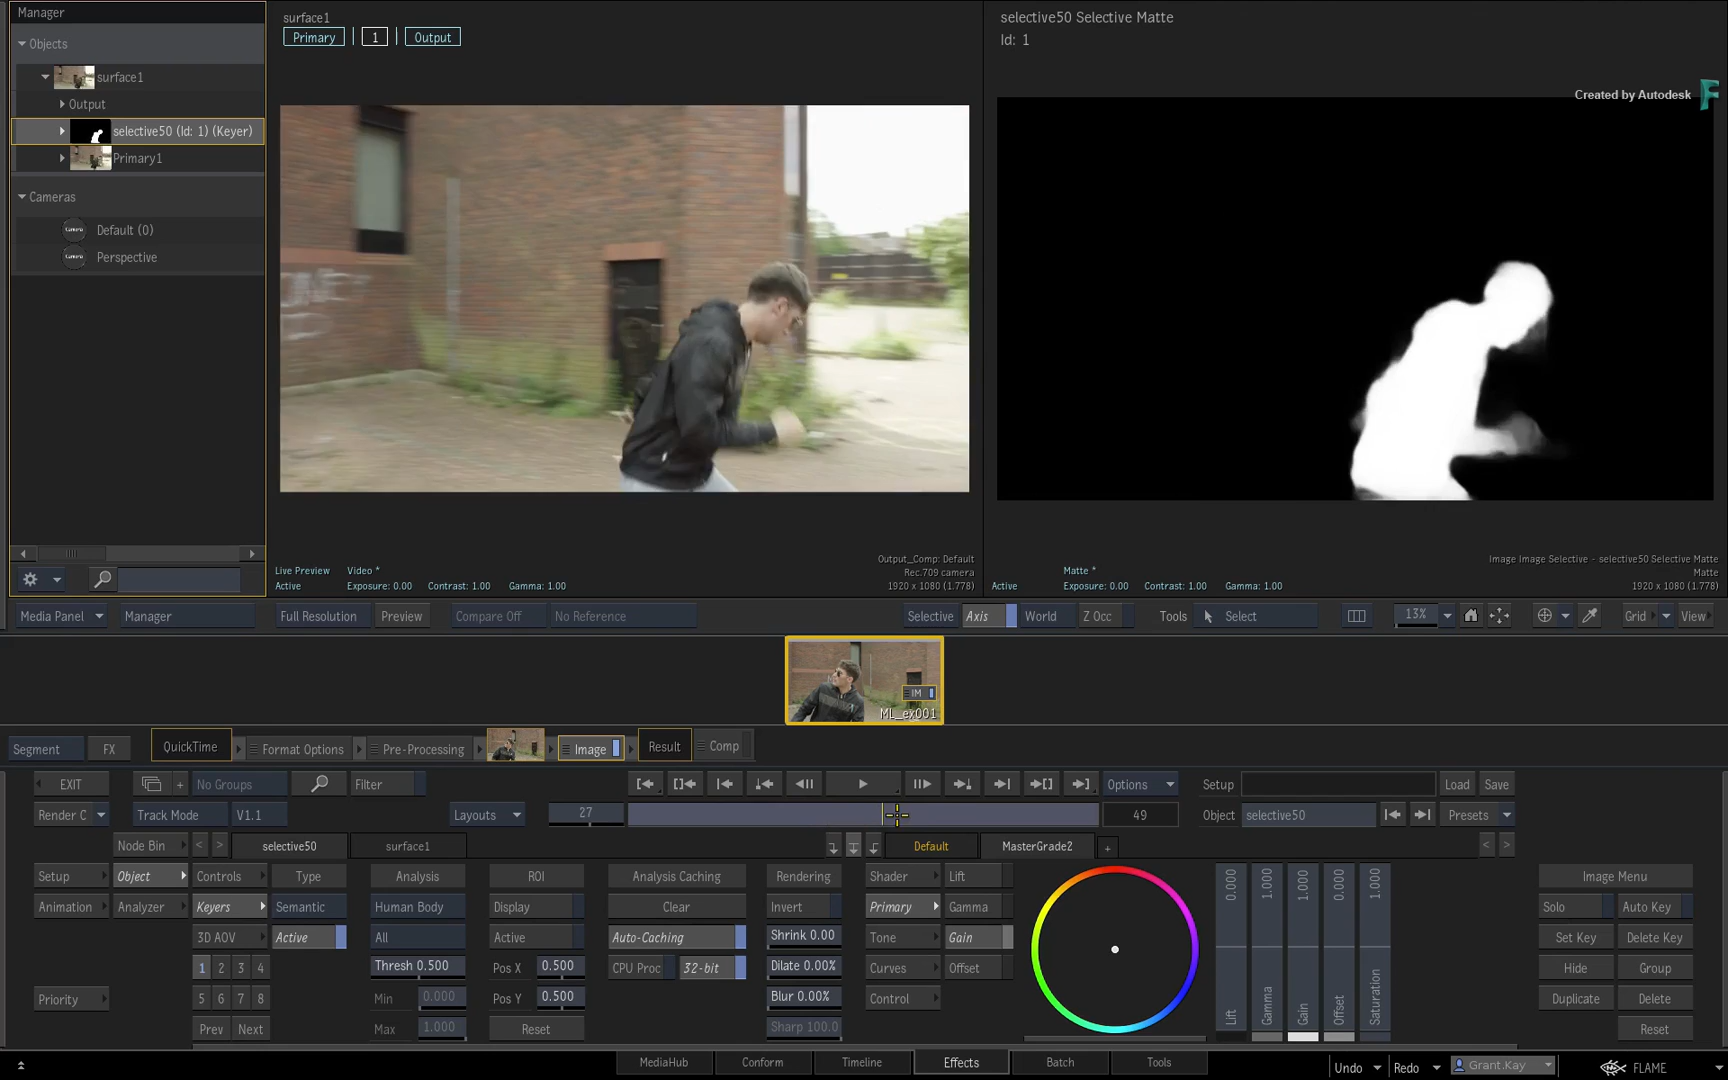 Manager
Objects
surface1
Output
selective50 (Id: 1) (Keyer)
Primary1
Cameras
Default (0)
Perspective
surface1
Primary | 1 | Output
selective50 Selective Matte
Id: 1
Created by Autodesk
Live Preview Video *
Active Exposure: 0.00 Contrast: 1.00 Gamma: 1.00
Output_Comp: Default
Rec.709 camera
1920 x 1080 (1.778)
Matte *
Active Exposure: 0.00 Contrast: 1.00 Gamma: 1.00
Image Image Selective - selective50 Selective Matte
Matte
1920 x 1080 (1.778)
Media Panel Manager Full Resolution Preview Compare Off No Reference Selective Axis World Z Occ Tools Select 13% Grid View
IM
ML_ex001
Segment FX QuickTime Format Options Pre-Processing Image Result Comp
EXIT + No Groups Filter Options Setup Load Save
Render C Track Mode V1.1 Layouts 27 49 Object selective50 Presets
Node Bin < > selective50 surface1 Default MasterGrade2 + < >
Setup Object Controls Type Analysis ROI Analysis Caching Rendering Shader Lift Image Menu
Animation Analyzer Keyers Semantic Human Body Display Clear Invert Primary Gamma Solo Auto Key
3D AOV Active All Active Auto-Caching Shrink 0.00 Tone Gain Set Key Delete Key
1 2 3 4 Thresh 0.500 Pos X 0.500 CPU Proc 32-bit Dilate 0.00% Curves Offset Hide Group
Priority 5 6 7 8 Min 0.000 Pos Y 0.500 Blur 0.00% Control Duplicate Delete
Prev Next Max 1.000 Reset Sharp 100.0 Reset
0.000 1.000 1.000 0.000 1.000
Lift Gamma Gain Offset Saturation
MediaHub Conform Timeline Effects Batch Tools Undo Redo Grant.Kay FLAME